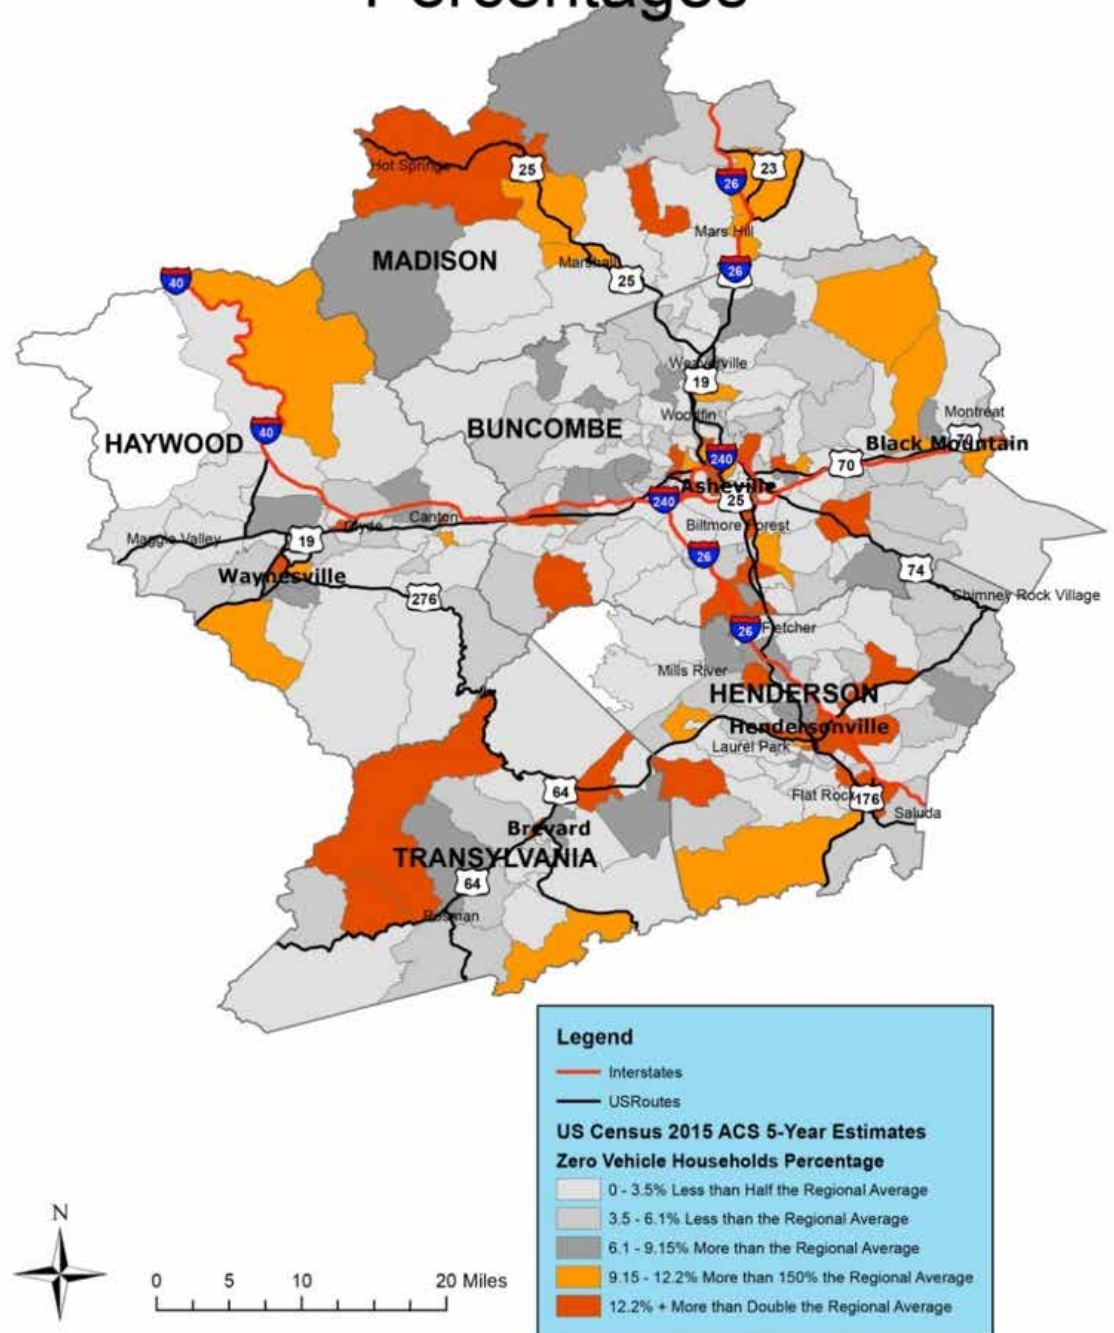 Percentages
25
23
26
Hot Springs
Mars Hill
MADISON
Marshall
26
40
25
Weaverville
19
Montreat
Woodfin
BUNCOMBE
40
HAYWOOD
Black Mountain
240
70
Asheville
240
25
Canton
Clyde
Biltmore Forest
Maggie Valley
19
26
74
Waynesville
276
Chimney Rock Village
26
Fletcher
Mills River
HENDERSON
Hendersonville
Laurel Park
64
Flat Rock
176
Saluda
Brevard
TRANSYLVANIA
64
Rosman
Legend
Interstates
USRoutes
US Census 2015 ACS 5-Year Estimates
Zero Vehicle Households Percentage
0 - 3.5% Less than Half the Regional Average
3.5 - 6.1% Less than the Regional Average
6.1 - 9.15% More than the Regional Average
9.15 - 12.2% More than 150% the Regional Average
12.2% + More than Double the Regional Average
N
0 5 10 20 Miles